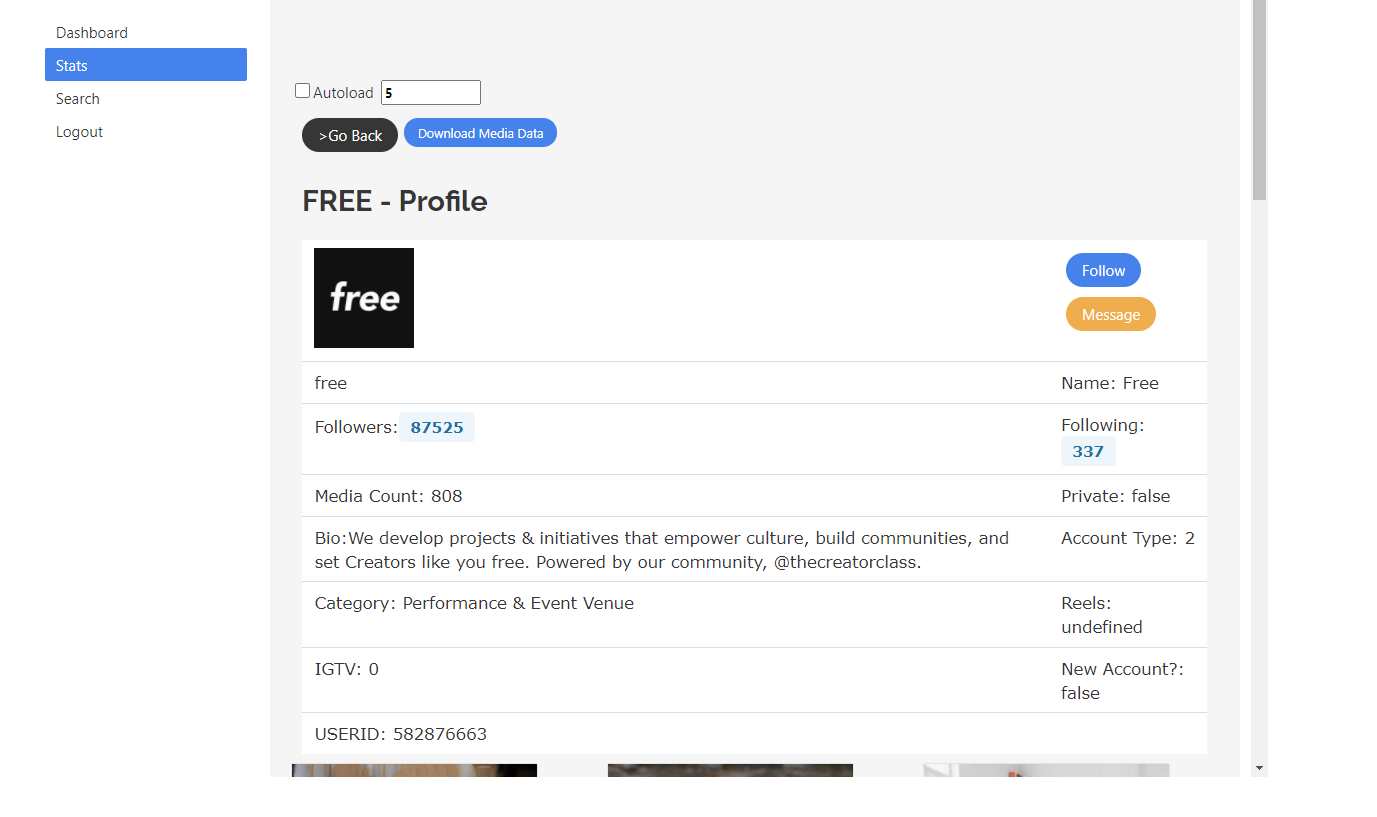 Dashboard
Stats
Search
Logout
Autoload 5
>Go Back Download Media Data
FREE - Profile
free
Follow
Message
free Name: Free
Followers: 87525 Following:
337
Media Count: 808 Private: false
Bio:We develop projects & initiatives that empower culture, build communities, and
set Creators like you free. Powered by our community, @thecreatorclass.
Account Type: 2
Category: Performance & Event Venue
Reels:
undefined
IGTV: 0
New Account?:
false
USERID: 582876663